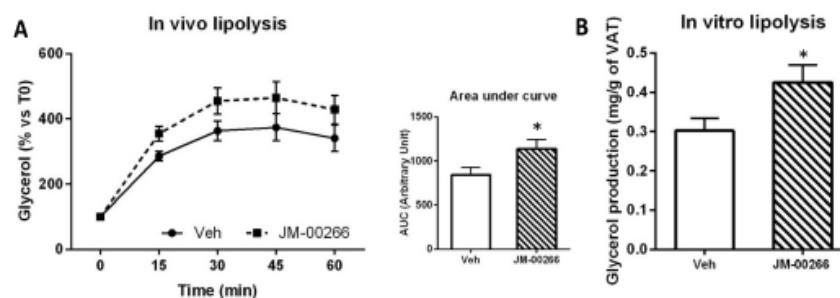 A
In vivo lipolysis
Glycerol (% vs T0)
600
400
200
0
Veh
JM-00266
0 15 30 45 60
Time (min)
Area under curve
AUC (Arbitrary Unit)
1500
1000
500
0
*
Veh JM-00266
B
In vitro lipolysis
Glycerol production (mg/g of VAT)
0.5
0.4
0.3
0.2
0.1
0.0
*
Veh JM-00266